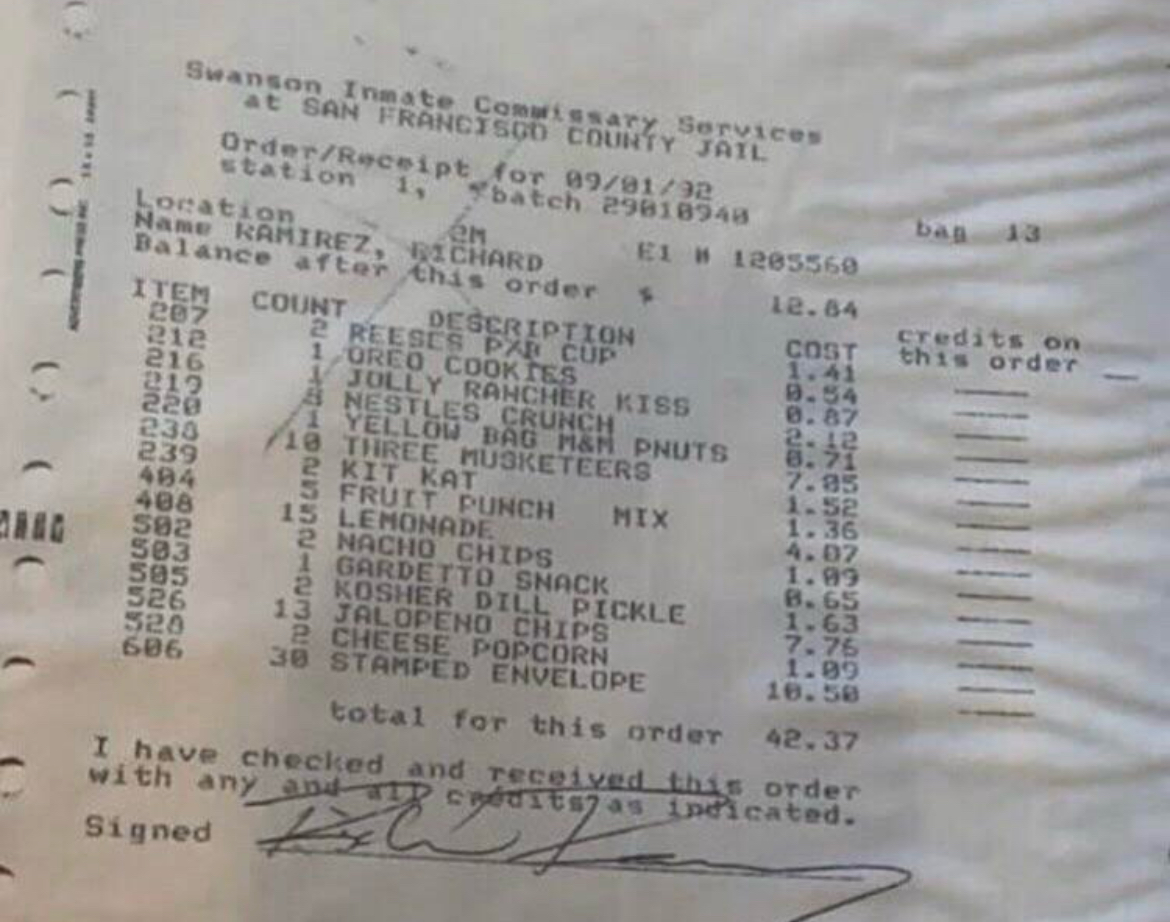 Swanson Inmate Commissary Services
at SAN FRANCISCO COUNTY JAIL
Order/Receipt for 09/01/92
station 1, batch 29010940
bag 13
Location 2M
Name RAMIREZ, RICHARD E1 # 1205560
Balance after this order $ 12.84
ITEM COUNT DESCRIPTION COST credits on this order __
207 2 REESES P/B CUP 1.41
212 1 OREO COOKIES 0.54
216 1 JOLLY RANCHER KISS 0.87
219 3 NESTLES CRUNCH 2.12
220 1 YELLOW BAG M&M PNUTS 0.71
238 10 THREE MUSKETEERS 7.05
239 2 KIT KAT 1.52
404 5 FRUIT PUNCH MIX 1.36
408 15 LEMONADE 4.07
502 2 NACHO CHIPS 1.09
503 1 GARDETTO SNACK 0.65
505 2 KOSHER DILL PICKLE 1.63
526 13 JALOPENO CHIPS 7.76
528 2 CHEESE POPCORN 1.09
606 30 STAMPED ENVELOPE 10.50
total for this order 42.37
I have checked and received this order
with any and all credits as indicated.
Signed